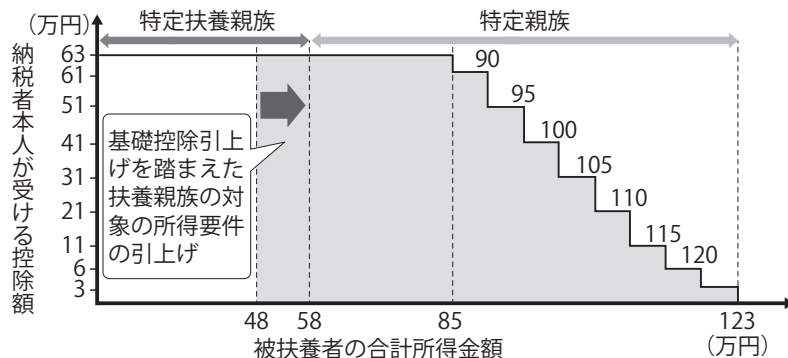 (万円)
特定扶養親族
特定親族
納税者本人が受ける控除額
63
61
51
41
31
21
11
6
3
90
95
100
105
110
115
120
基礎控除引上
げを踏まえた
扶養親族の対
象の所得要件
の引上げ
48 58 85 123
被扶養者の合計所得金額
(万円)